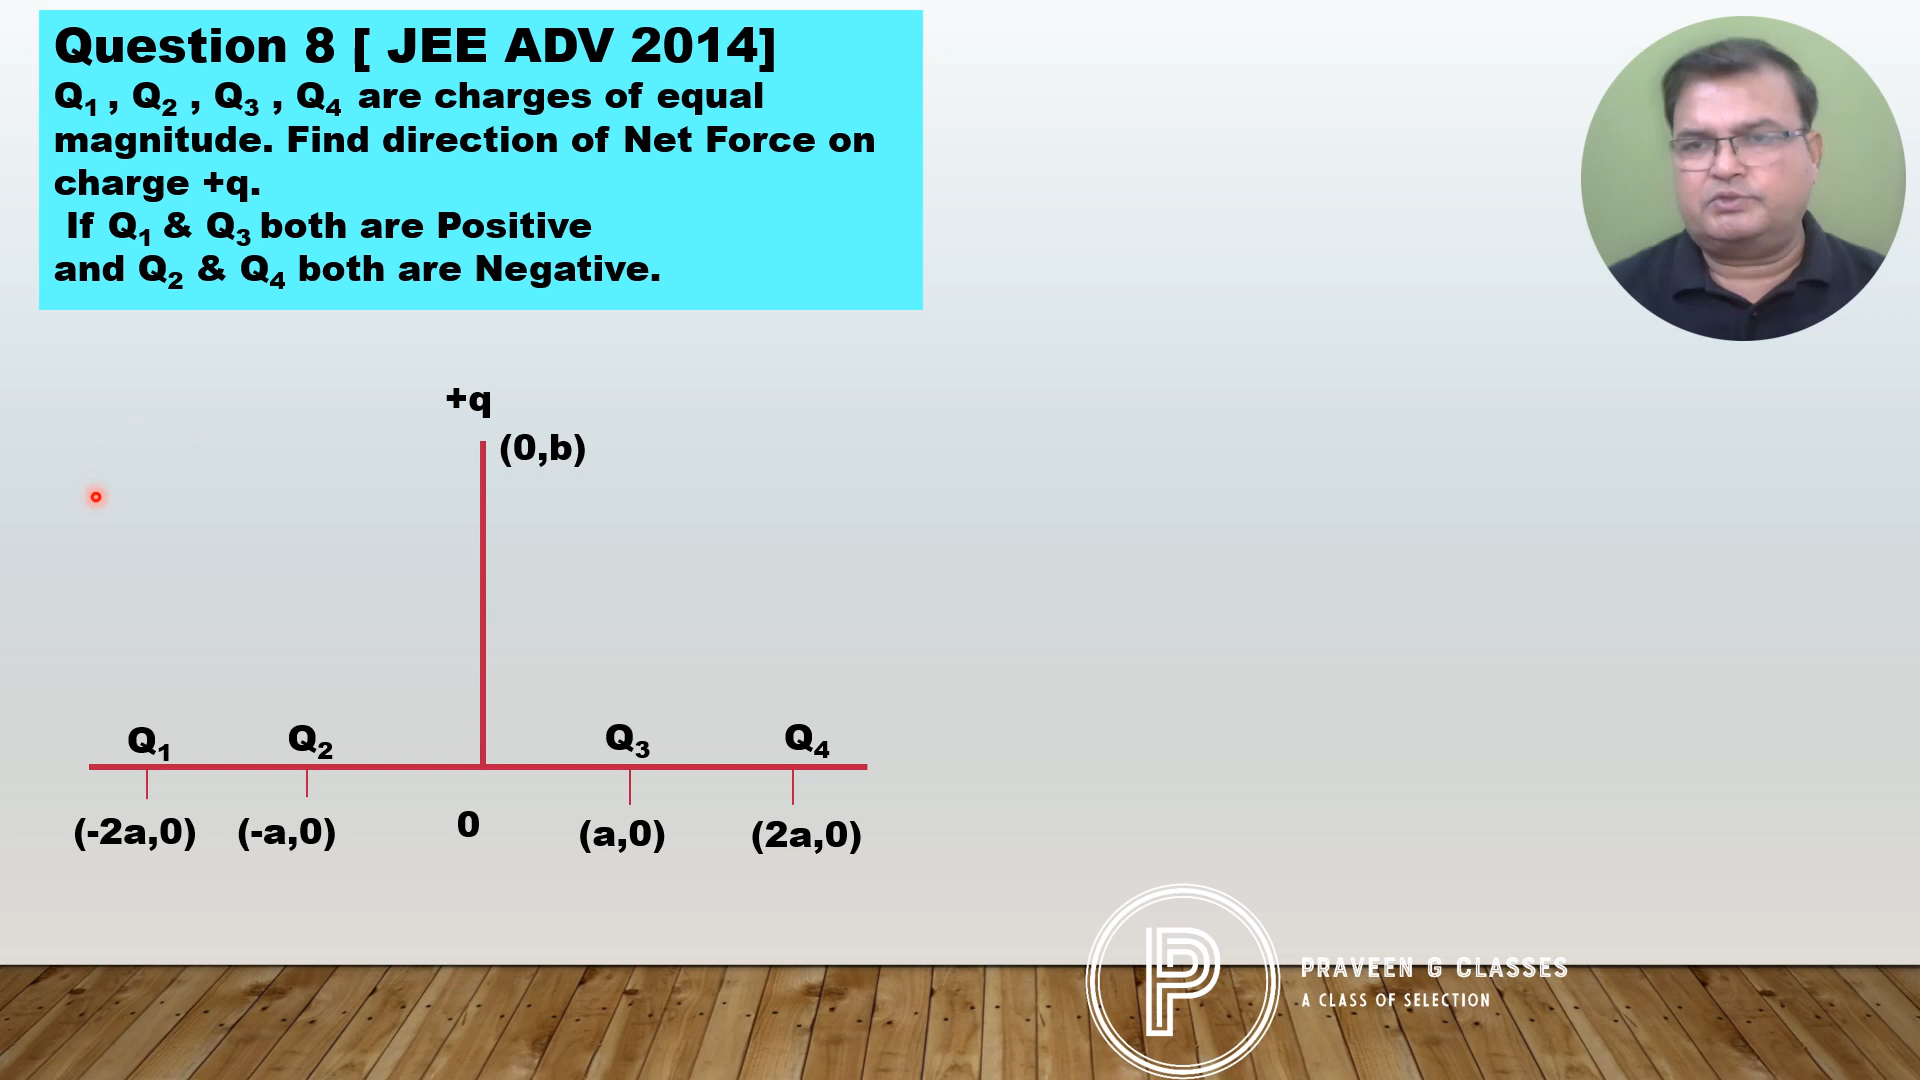 Question 8 [ JEE ADV 2014]
Q₁ , Q₂ , Q₃ , Q₄ are charges of equal
magnitude. Find direction of Net Force on
charge +q.
If Q₁ & Q₃ both are Positive
and Q₂ & Q₄ both are Negative.
+q
(0,b)
Q₁ Q₂ Q₃ Q₄
(-2a,0) (-a,0) 0 (a,0) (2a,0)
P
PRAVEEN G CLASSES
A CLASS OF SELECTION